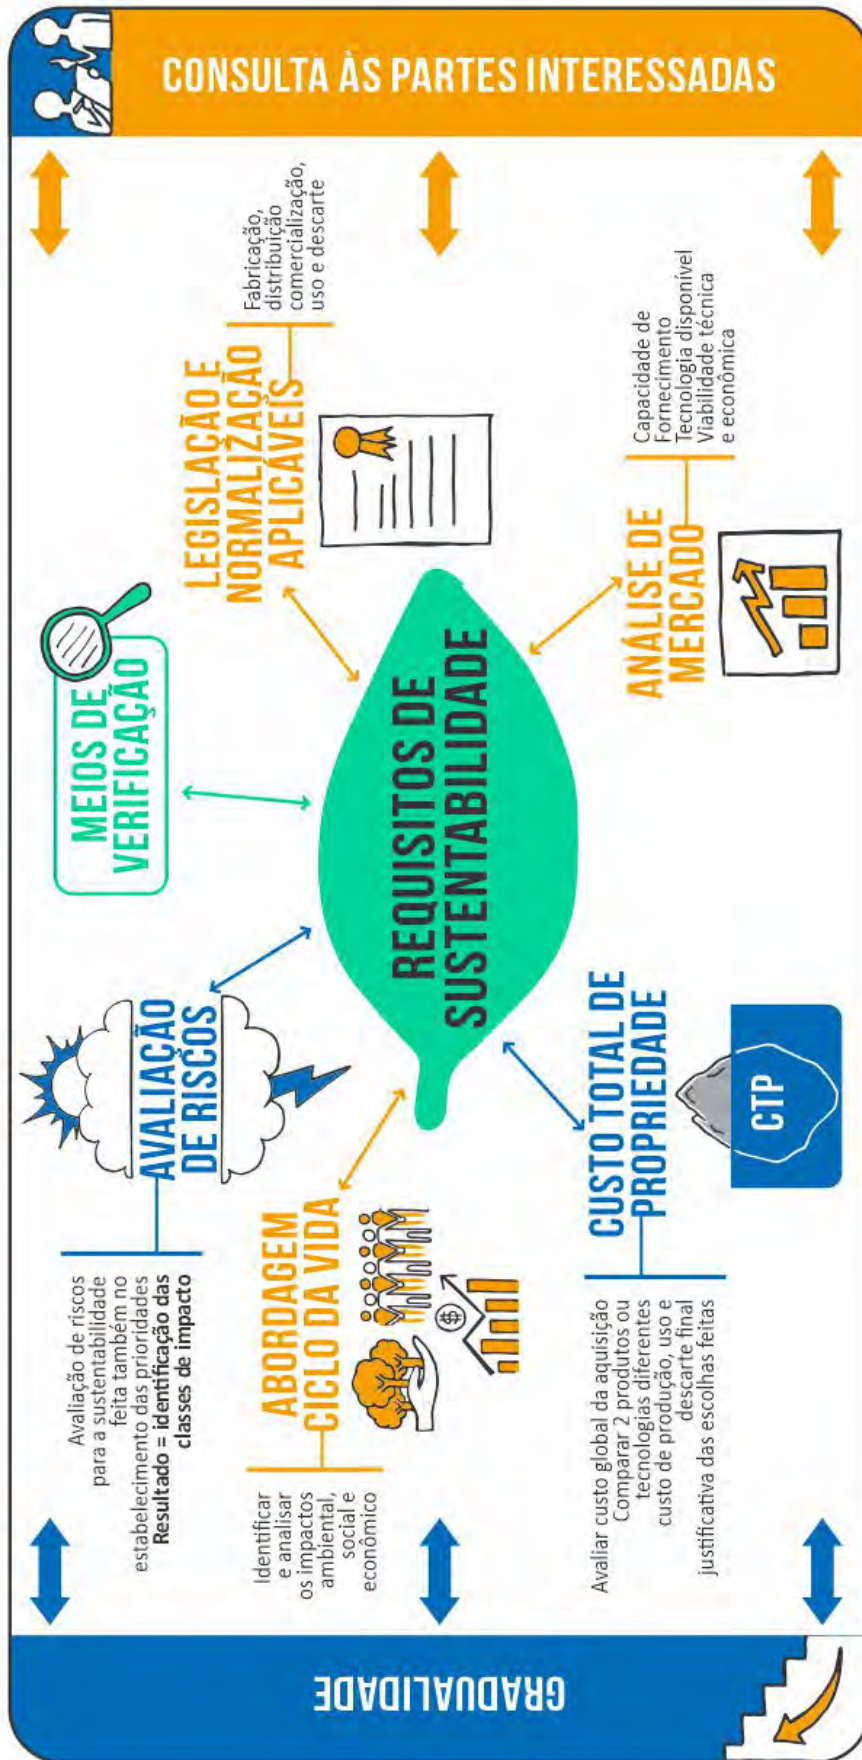 GRADUALIDADE
Avaliação de riscos
para a sustentabilidade
feita também no
estabelecimento das prioridades
Resultado = identificação das
classes de impacto
AVALIAÇÃO
DE RISCOS
MEIOS DE
VERIFICAÇÃO
LEGISLAÇÃO E
NORMALIZAÇÃO
APLICÁVEIS
Fabricação,
distribuição
comercialização,
uso e descarte
Identificar
e analisar
os impactos
ambiental,
social e
econômico
ABORDAGEM
CICLO DA VIDA
$
REQUISITOS DE
SUSTENTABILIDADE
Avaliar custo global da aquisição
Comparar 2 produtos ou
tecnologias diferentes
custo de produção, uso e
descarte final
justificativa das escolhas feitas
CUSTO TOTAL DE
PROPRIEDADE
CTP
ANÁLISE DE
MERCADO
Capacidade de
Fornecimento
Tecnologia disponível
Viabilidade técnica
e econômica
CONSULTA ÀS PARTES INTERESSADAS